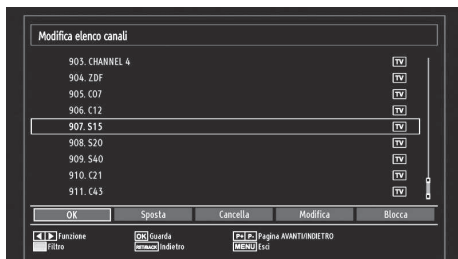 Modifica elenco canali
903. CHANNEL 4 TV
904. ZDF TV
905. C07 TV
906. C12 TV
907. S15 TV
908. S20 TV
909. S40 TV
910. C21 TV
911. C43 TV
OK Sposta Cancella Modifica Blocca
Funzione OK Guarda P+ P- Pagina AVANTI/INDIETRO
Filtro RET/BACK Indietro MENU Esci